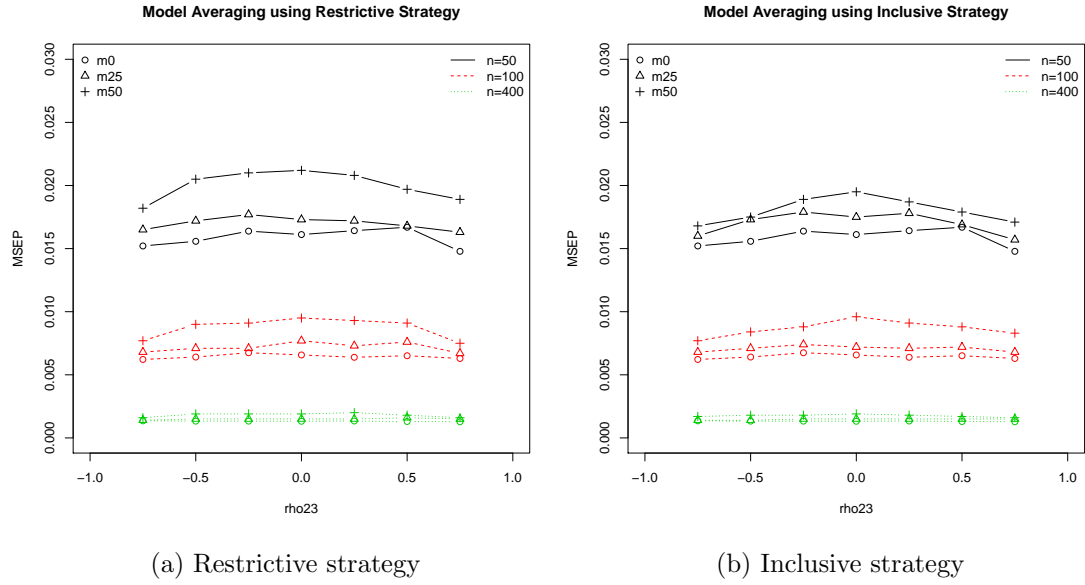 Model Averaging using Restrictive Strategy
MSEP
0.030
0.025
0.020
0.015
0.010
0.005
0.000
m0
m25
m50
n=50
n=100
n=400
−1.0 −0.5 0.0 0.5 1.0
rho23
(a) Restrictive strategy
Model Averaging using Inclusive Strategy
MSEP
0.030
0.025
0.020
0.015
0.010
0.005
0.000
m0
m25
m50
n=50
n=100
n=400
−1.0 −0.5 0.0 0.5 1.0
rho23
(b) Inclusive strategy